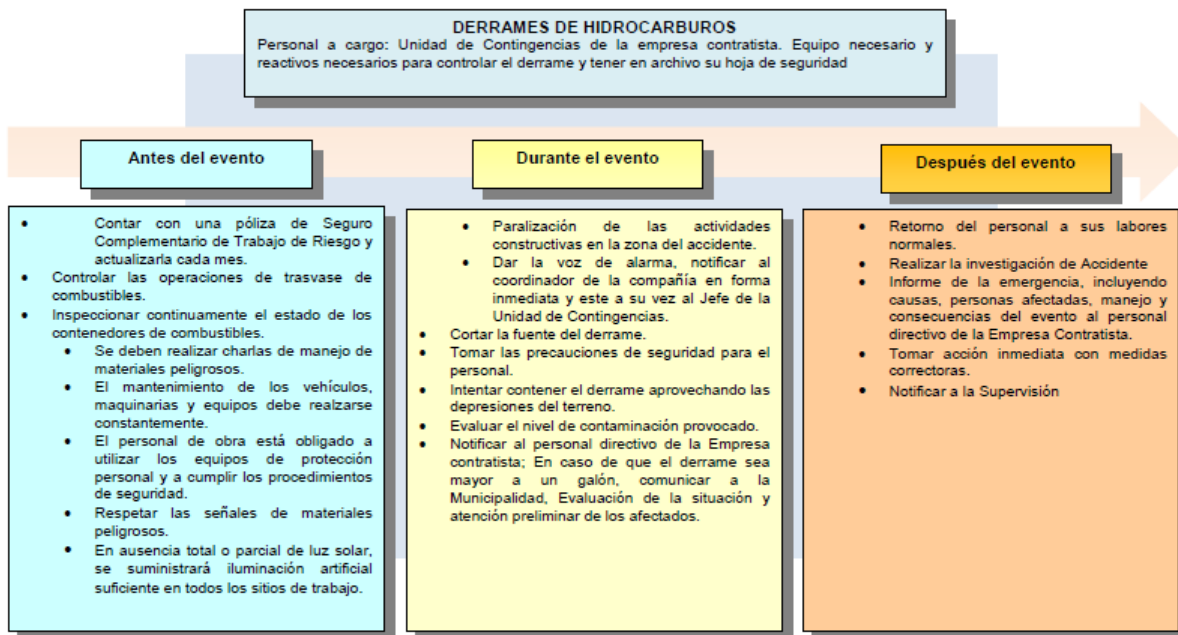 DERRAMES DE HIDROCARBUROS
Personal a cargo: Unidad de Contingencias de la empresa contratista. Equipo necesario y
reactivos necesarios para controlar el derrame y tener en archivo su hoja de seguridad
Antes del evento
• Contar con una póliza de Seguro
Complementario de Trabajo de Riesgo y
actualizarla cada mes.
• Controlar las operaciones de trasvase de
combustibles.
• Inspeccionar continuamente el estado de los
contenedores de combustibles.
• Se deben realizar charlas de manejo de
materiales peligrosos.
• El mantenimiento de los vehículos,
maquinarias y equipos debe realzarse
constantemente.
• El personal de obra está obligado a
utilizar los equipos de protección
personal y a cumplir los procedimientos
de seguridad.
• Respetar las señales de materiales
peligrosos.
• En ausencia total o parcial de luz solar,
se suministrará iluminación artificial
suficiente en todos los sitios de trabajo.
Durante el evento
• Paralización de las actividades
constructivas en la zona del accidente.
• Dar la voz de alarma, notificar al
coordinador de la compañía en forma
inmediata y este a su vez al Jefe de la
Unidad de Contingencias.
• Cortar la fuente del derrame.
• Tomar las precauciones de seguridad para el
personal.
• Intentar contener el derrame aprovechando las
depresiones del terreno.
• Evaluar el nivel de contaminación provocado.
• Notificar al personal directivo de la Empresa
contratista; En caso de que el derrame sea
mayor a un galón, comunicar a la
Municipalidad, Evaluación de la situación y
atención preliminar de los afectados.
Después del evento
• Retorno del personal a sus labores
normales.
• Realizar la investigación de Accidente
• Informe de la emergencia, incluyendo
causas, personas afectadas, manejo y
consecuencias del evento al personal
directivo de la Empresa Contratista.
• Tomar acción inmediata con medidas
correctoras.
• Notificar a la Supervisión